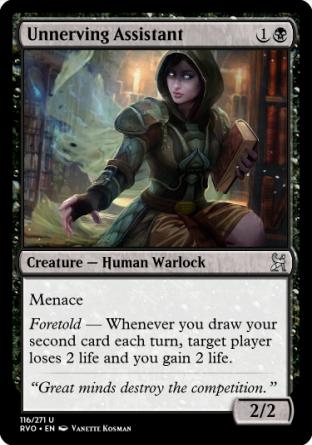 Unnerving Assistant 1
Creature — Human Warlock
Menace
Foretold — Whenever you draw your
second card each turn, target player
loses 2 life and you gain 2 life.
“Great minds destroy the competition.”
2/2
116/271 U
RVO • EN Vanette Kosman